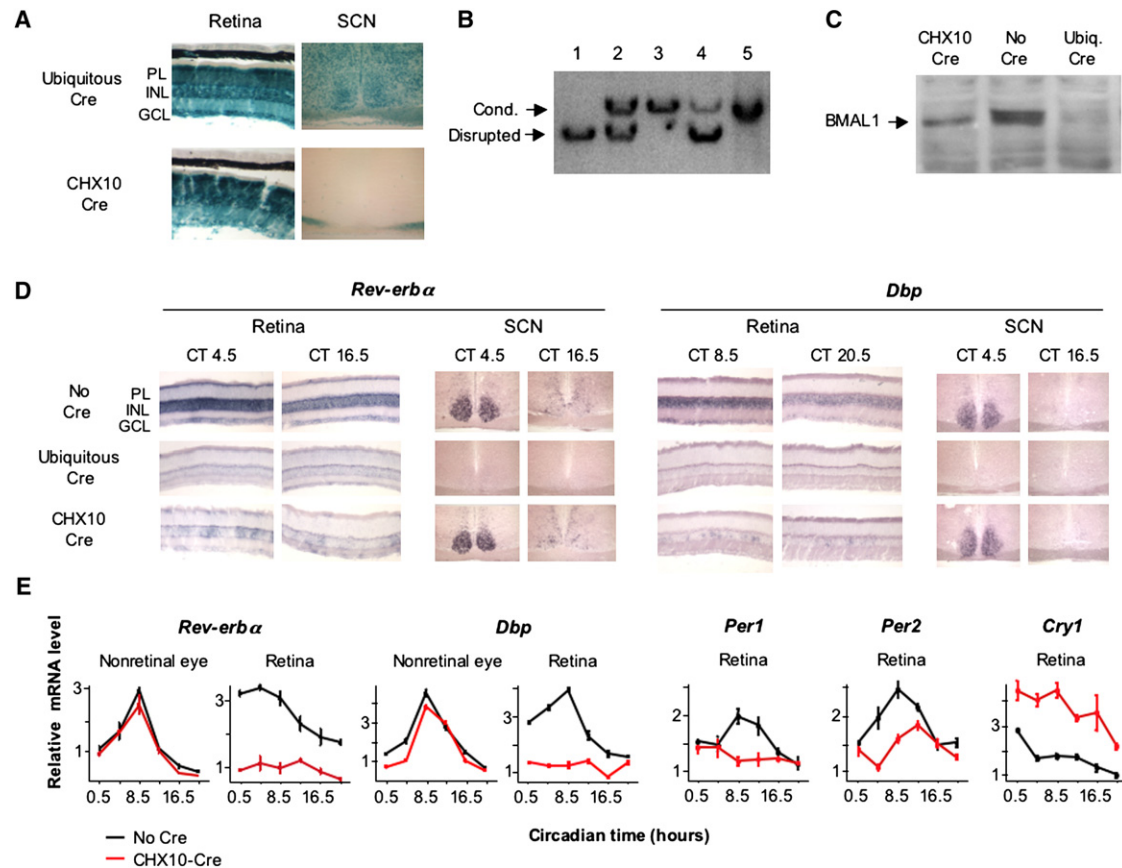 A
Retina SCN
Ubiquitous Cre
PL
INL
GCL
CHX10 Cre
B
1 2 3 4 5
Cond.
Disrupted
C
CHX10 Cre
No Cre
Ubiq. Cre
BMAL1
D
Rev-erbα
Retina SCN
CT 4.5 CT 16.5 CT 4.5 CT 16.5
Dbp
Retina SCN
CT 8.5 CT 20.5 CT 4.5 CT 16.5
No Cre
PL
INL
GCL
Ubiquitous Cre
CHX10 Cre
E
Relative mRNA level
Rev-erbα
Nonretinal eye Retina
Dbp
Nonretinal eye Retina
Per1
Retina
Per2
Retina
Cry1
Retina
3
1
0.5 8.5 16.5
3
1
0.5 8.5 16.5
3
1
0.5 8.5 16.5
3
1
0.5 8.5 16.5
2
1
0.5 8.5 16.5
2
1
0.5 8.5 16.5
3
1
0.5 8.5 16.5
Circadian time (hours)
No Cre
CHX10-Cre